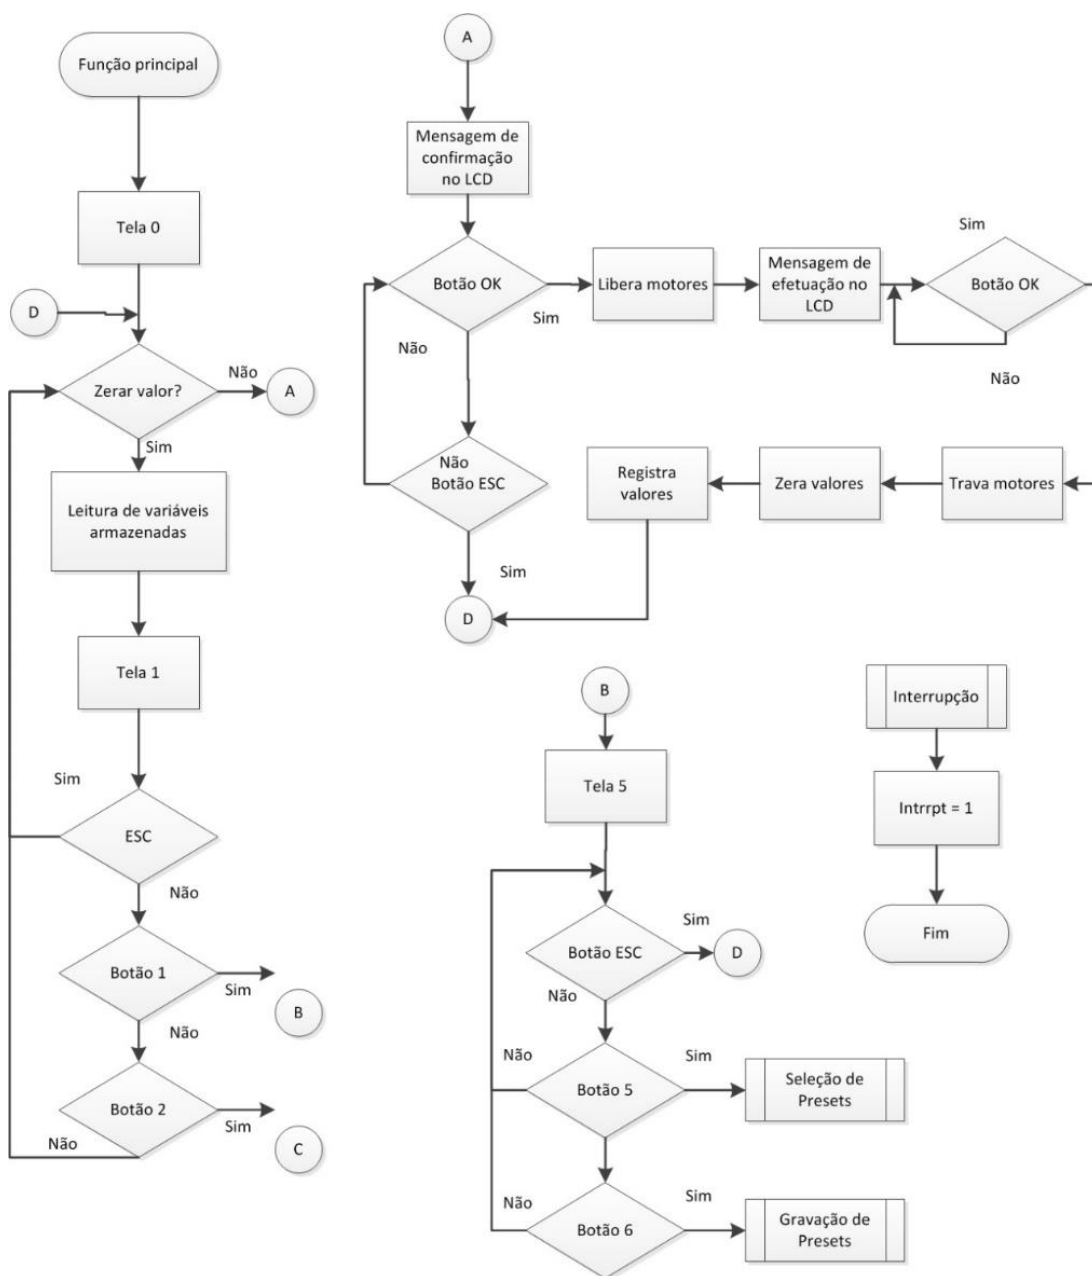 Função principal
Tela 0
D
Zerar valor?
Não
A
Sim
Leitura de variáveis
armazenadas
Tela 1
Sim
ESC
Não
Botão 1
Sim
B
Não
Botão 2
Sim
Não
C
A
Mensagem de
confirmação
no LCD
Botão OK
Sim
Não
Libera motores
Mensagem de
efetuação no
LCD
Sim
Botão OK
Não
Não
Botão ESC
Sim
D
Registra
valores
Zera valores
Trava motores
B
Tela 5
Botão ESC
Sim
D
Não
Não
Botão 5
Sim
Seleção de
Presets
Não
Botão 6
Sim
Gravação de
Presets
Interrupção
Intrrpt = 1
Fim